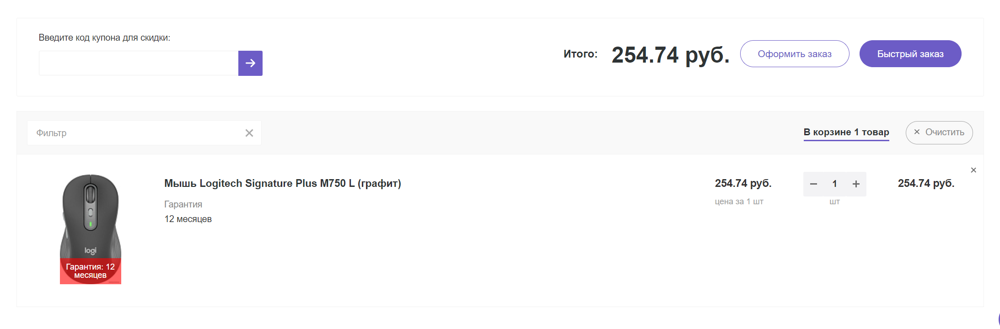 Введите код купона для скидки:
Итого: 254.74 руб. Оформить заказ Быстрый заказ
Фильтр В корзине 1 товар Очистить
Мышь Logitech Signature Plus M750 L (графит) 254.74 руб. 1 254.74 руб.
Гарантия цена за 1 шт шт
12 месяцев
logi
Гарантия: 12
месяцев